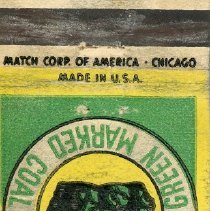 MATCH CORP. OF AMERICA · CHICAGO
MADE IN U.S.A.
GREEN MARKED COAL